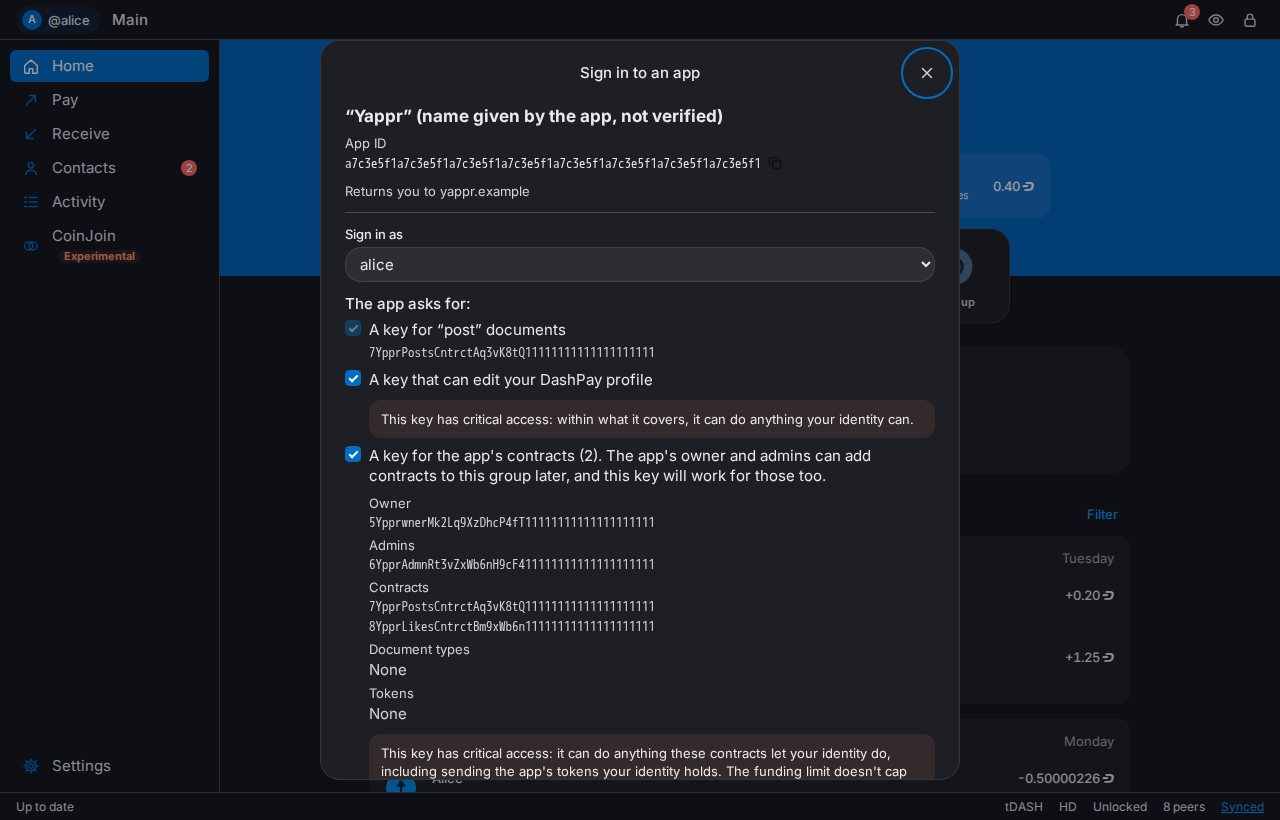 A @alice Main
3
Home
Pay
Receive
Contacts 2
Activity
CoinJoin
Experimental
Settings
Sign in to an app
“Yappr” (name given by the app, not verified)
App ID
a7c3e5f1a7c3e5f1a7c3e5f1a7c3e5f1a7c3e5f1a7c3e5f1a7c3e5f1a7c3e5f1
Returns you to yappr.example
Sign in as
alice
The app asks for:
A key for “post” documents
7YpprPostsCntrctAq3vK8tQ11111111111111111111
A key that can edit your DashPay profile
This key has critical access: within what it covers, it can do anything your identity can.
A key for the app's contracts (2). The app's owner and admins can add
contracts to this group later, and this key will work for those too.
Owner
5YpprwnerMk2Lq9XzDhcP4fT11111111111111111111
Admins
6YpprAdmnRt3vZxWb6nH9cF411111111111111111111
Contracts
7YpprPostsCntrctAq3vK8tQ11111111111111111111
8YpprLikesCntrctBm9xWb6n11111111111111111111
Document types
None
Tokens
None
This key has critical access: it can do anything these contracts let your identity do,
including sending the app's tokens your identity holds. The funding limit doesn't cap
0.40
es
up
Filter
Tuesday
+0.20
+1.25
Monday
-0.50000226
Up to date
tDASH HD Unlocked 8 peers Synced